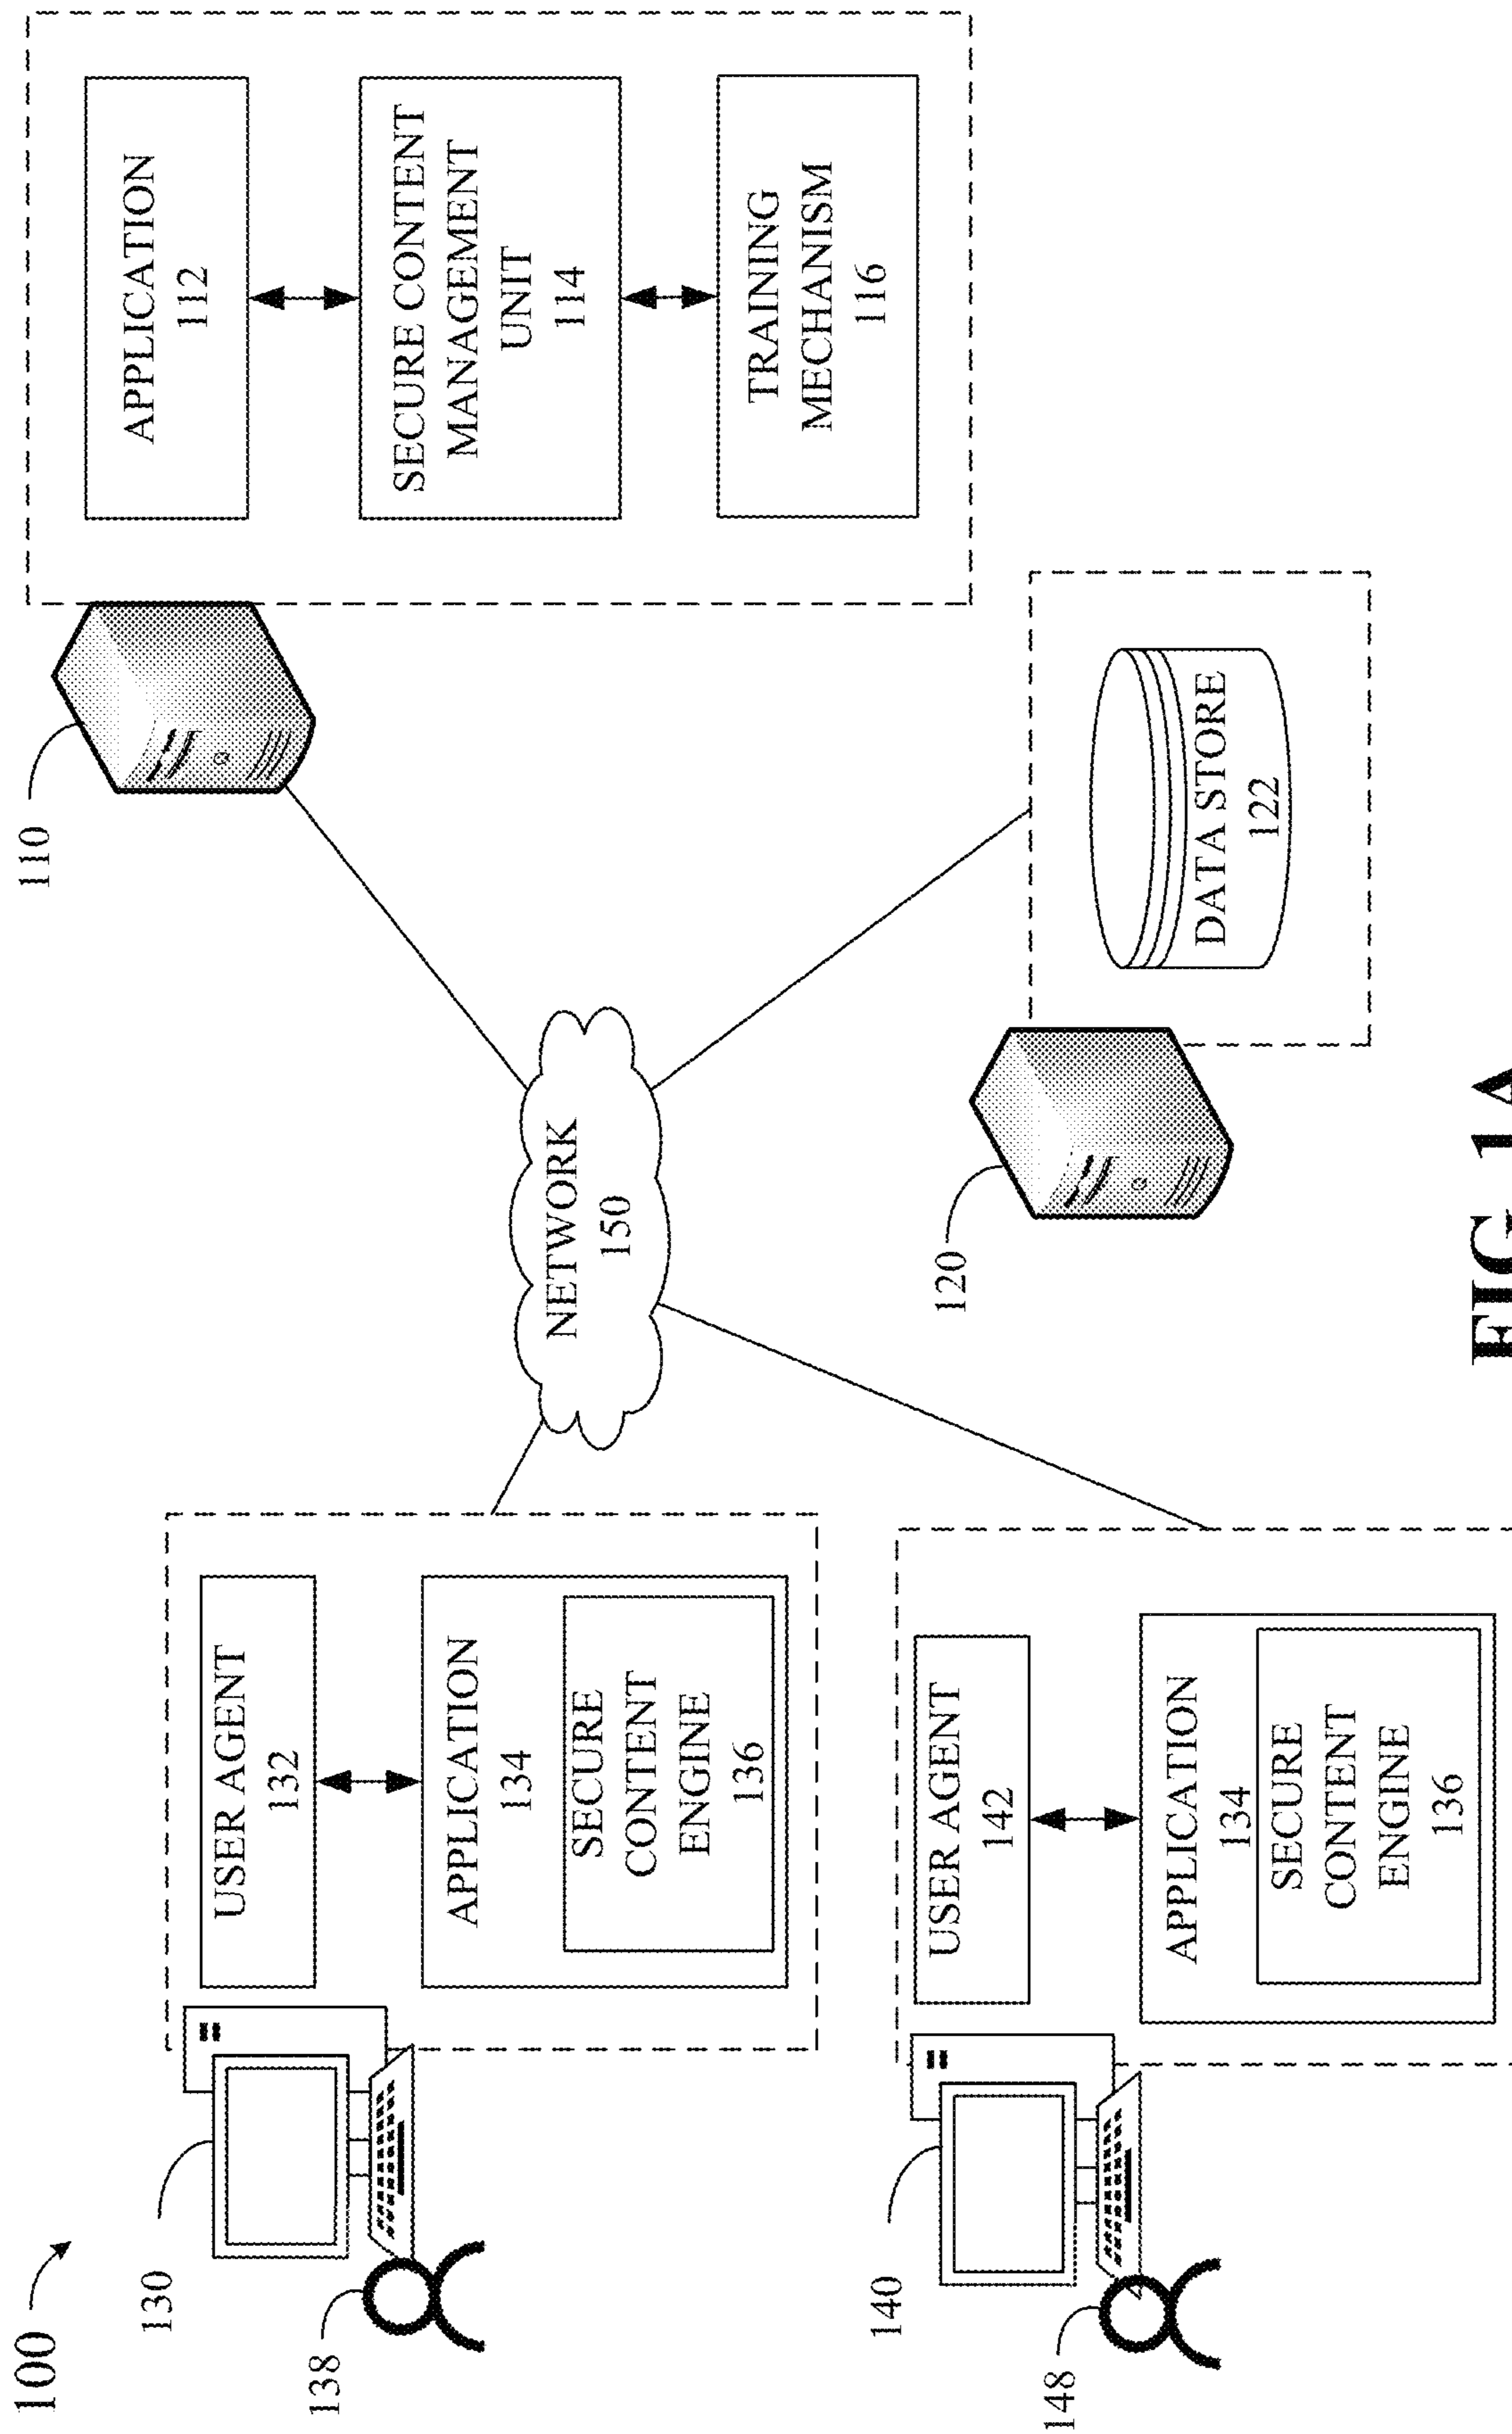 100
130
138
USER AGENT
132
APPLICATION
134
SECURE
CONTENT
ENGINE
136
140
148
USER AGENT
142
APPLICATION
134
SECURE
CONTENT
ENGINE
136
NETWORK
150
110
APPLICATION
112
SECURE CONTENT
MANAGEMENT
UNIT
114
TRAINING
MECHANISM
116
120
DATA STORE
122
FIG. 1A